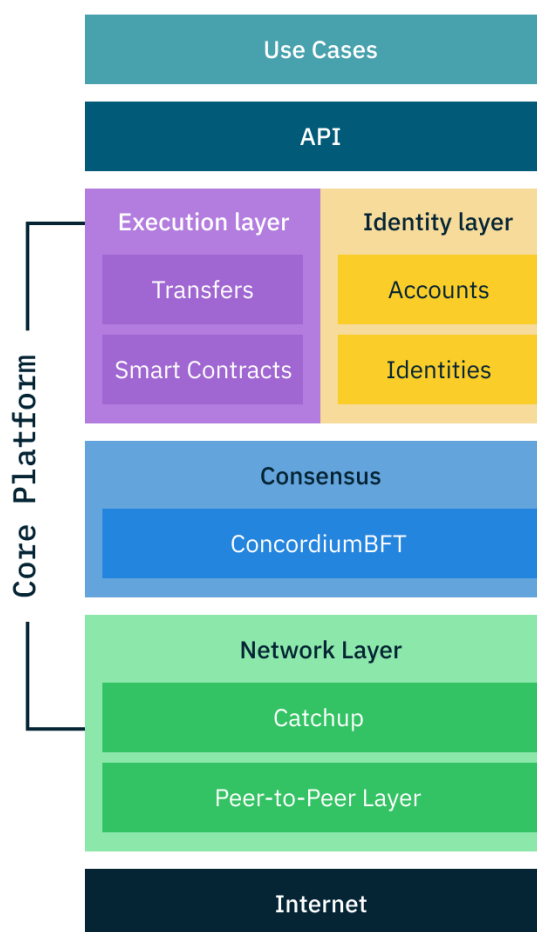 Use Cases
API
Core Platform
Execution layer
Transfers
Smart Contracts
Identity layer
Accounts
Identities
Consensus
ConcordiumBFT
Network Layer
Catchup
Peer-to-Peer Layer
Internet